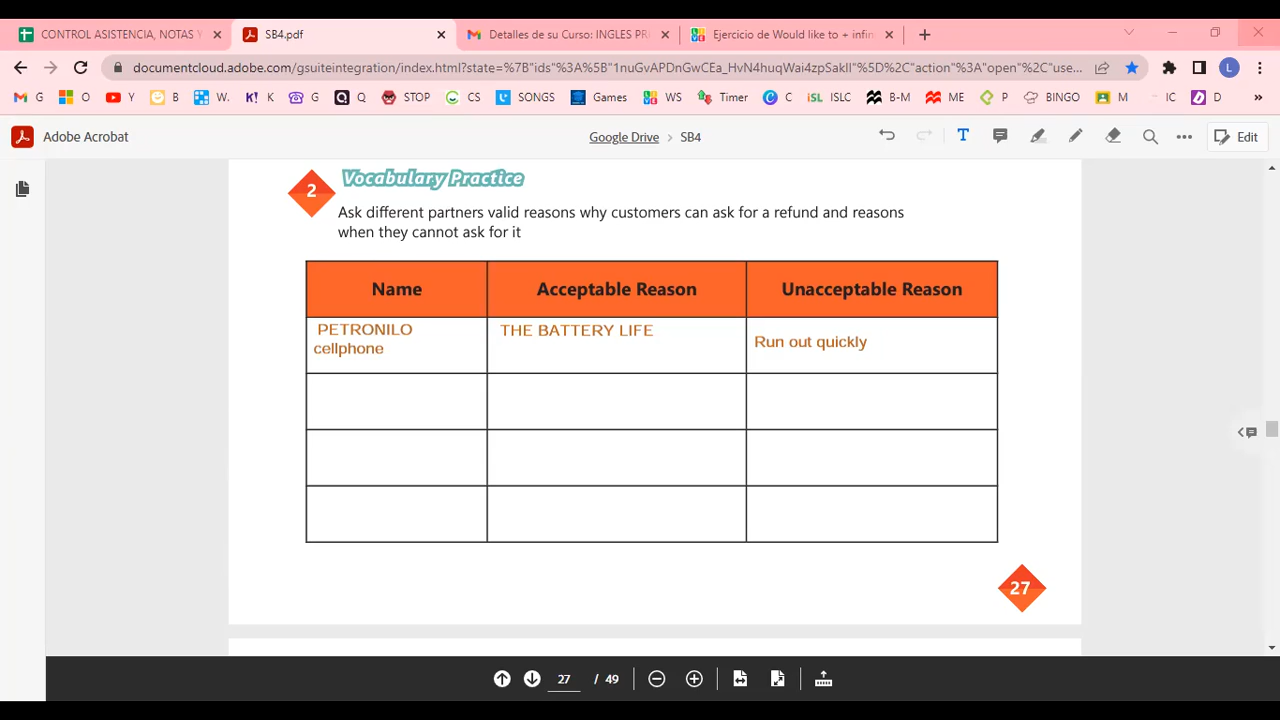 CONTROL ASISTENCIA, NOTAS Y
SB4.pdf
Detalles de su Curso: INGLES PRI
Ejercicio de Would like to + infin
documentcloud.adobe.com/gsuiteintegration/index.html?state=%7B"ids"%3A%5B"1nuGvAPDnGwCEa_HvN4huqWai4zpSakIl"%5D%2C"action"%3A"open"%2C"use...
L
G
O
Y
B
W.
K
G
Q
STOP
CS
SONGS
Games
WS
Timer
C
ISLC
B-M
ME
P
BINGO
M
IC
D
Adobe Acrobat
Google Drive > SB4
Edit
2
Vocabulary Practice
Ask different partners valid reasons why customers can ask for a refund and reasons
when they cannot ask for it
Name Acceptable Reason Unacceptable Reason
PETRONILO
cellphone
THE BATTERY LIFE
Run out quickly
27
27 / 49